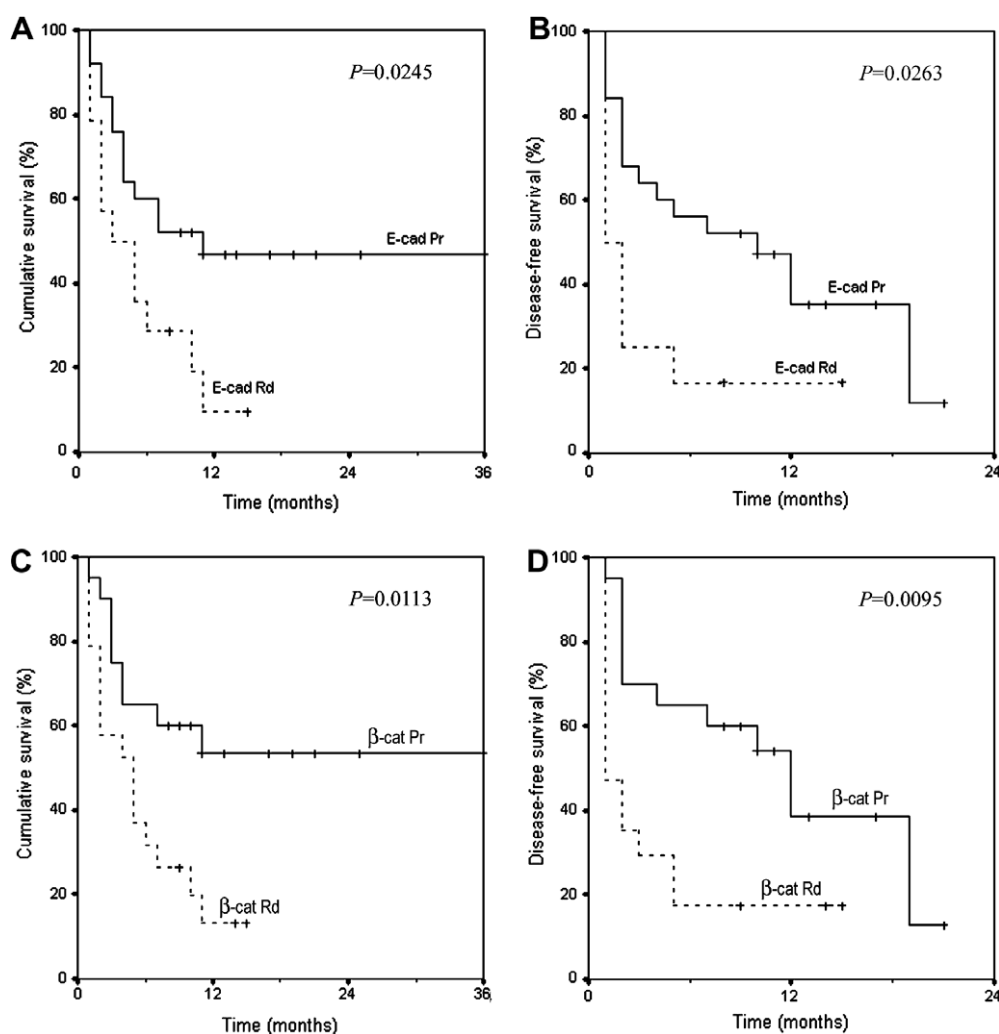 A
100
80
60
40
20
0
Cumulative survival (%)
P=0.0245
E-cad Pr
E-cad Rd
0 12 24 36
Time (months)
B
100
80
60
40
20
0
Disease-free survival (%)
P=0.0263
E-cad Pr
E-cad Rd
0 12 24
Time (months)
C
100
80
60
40
20
0
Cumulative survival (%)
P=0.0113
β-cat Pr
β-cat Rd
0 12 24 36
Time (months)
D
100
80
60
40
20
0
Disease-free survival (%)
P=0.0095
β-cat Pr
β-cat Rd
0 12 24
Time (months)